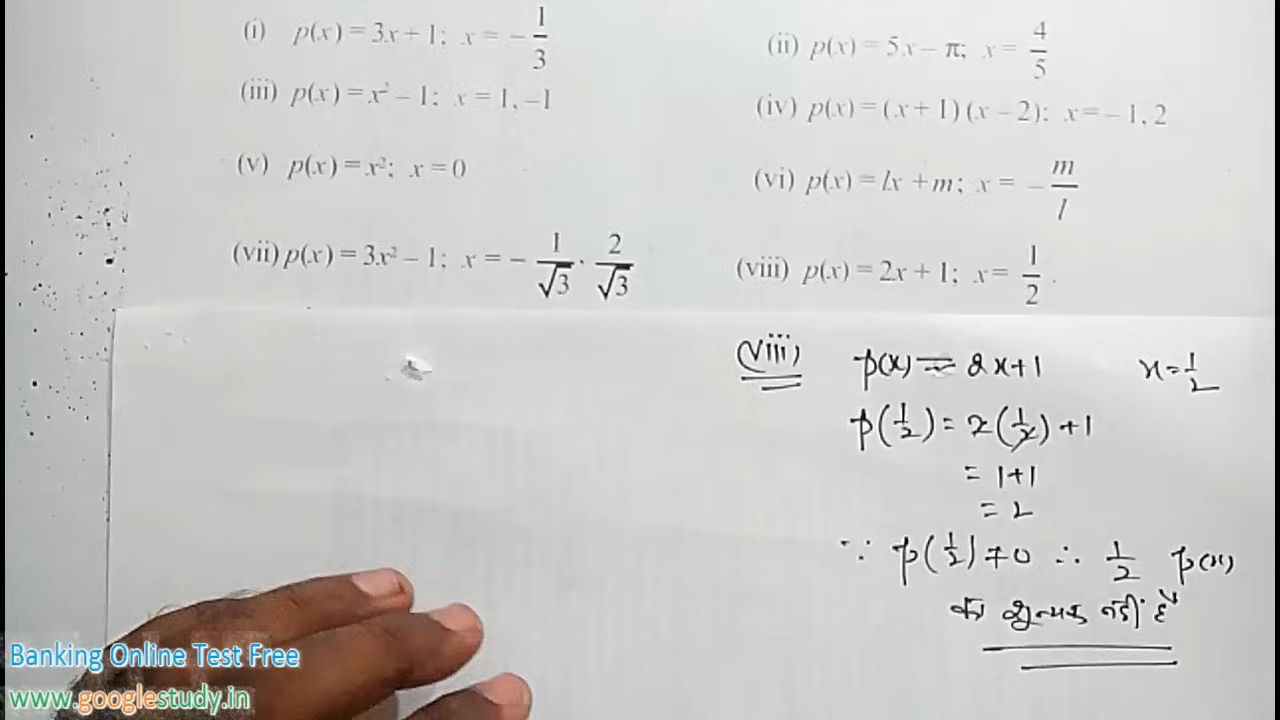 (i) p(x) = 3x + 1; x = -1/3
(ii) p(x) = 5x – π; x = 4/5
(iii) p(x) = x² – 1; x = 1, –1
(iv) p(x) = (x + 1) (x – 2); x = – 1, 2
(v) p(x) = x²; x = 0
(vi) p(x) = lx + m; x = – m/l
(vii) p(x) = 3x² – 1; x = – 1/√3, 2/√3
(viii) p(x) = 2x + 1; x = 1/2.
(viii) p(x) = 2x+1 x = 1/2
p(1/2) = 2(1/2) + 1
= 1+1
= 2
∵ p(1/2) ≠ 0 ∴ 1/2 p(x)
का शून्यक नहीं है
Banking Online Test Free
www.googlestudy.in